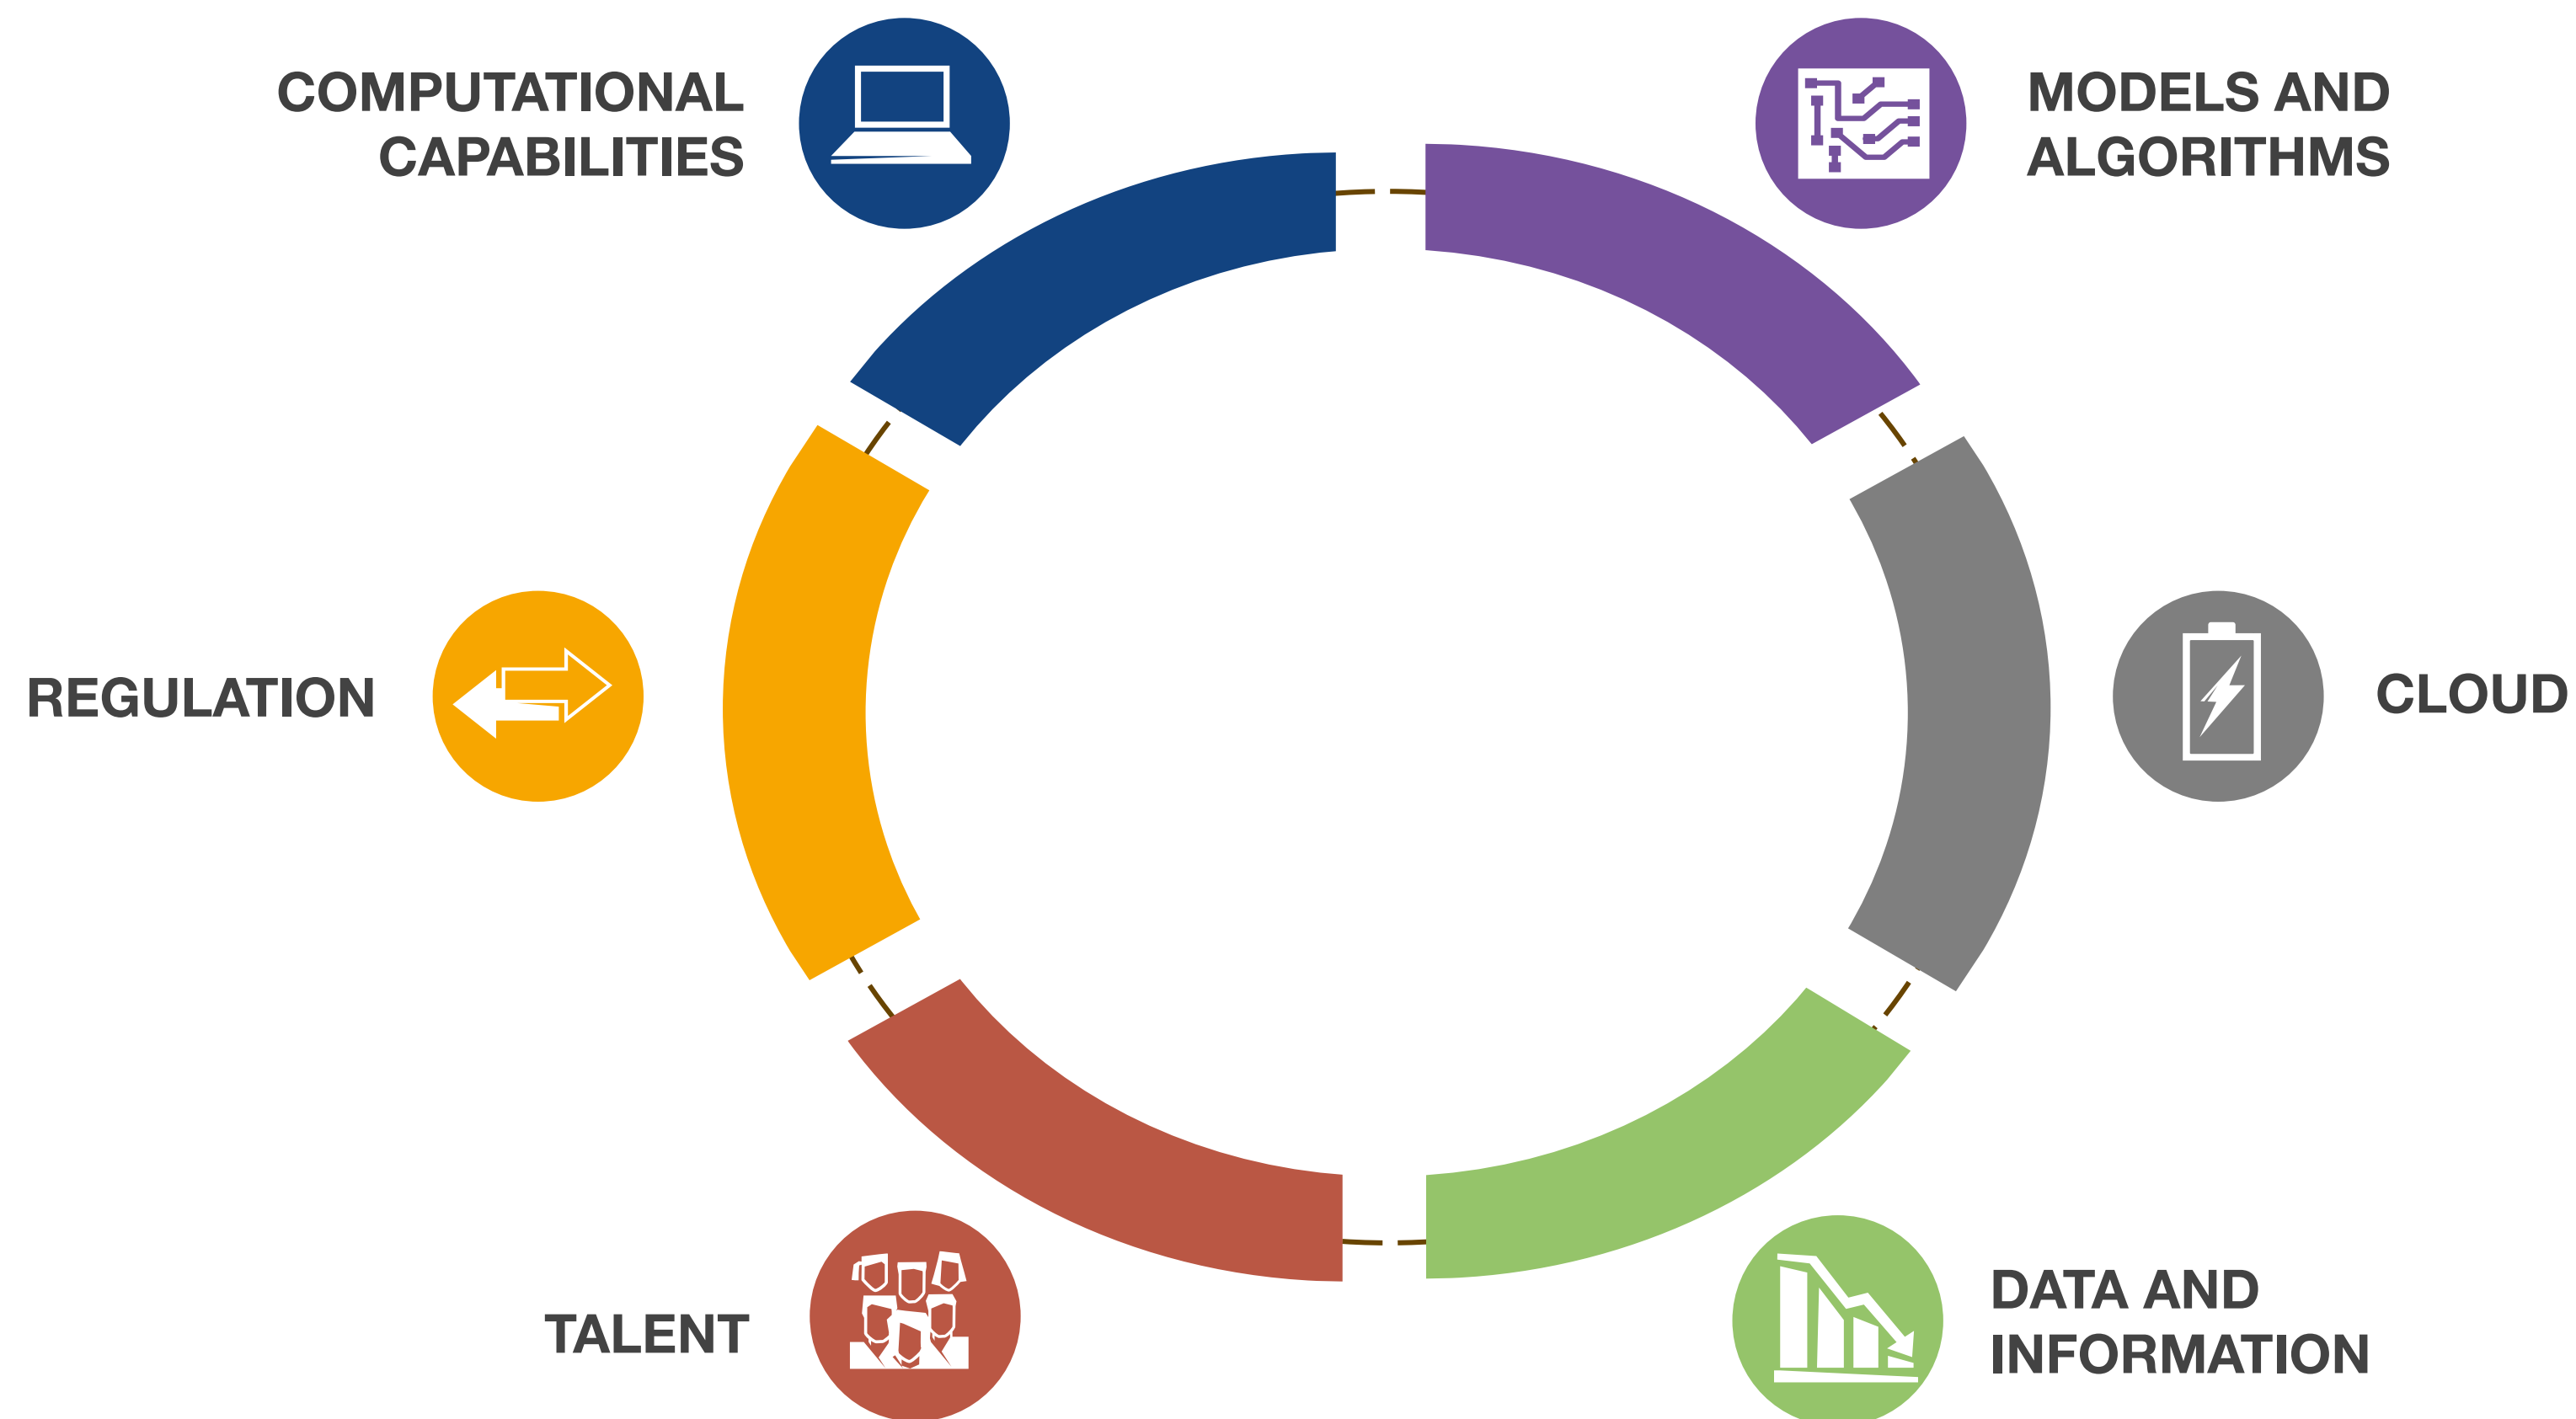 COMPUTATIONAL
CAPABILITIES
MODELS AND
ALGORITHMS
REGULATION
CLOUD
TALENT
DATA AND
INFORMATION